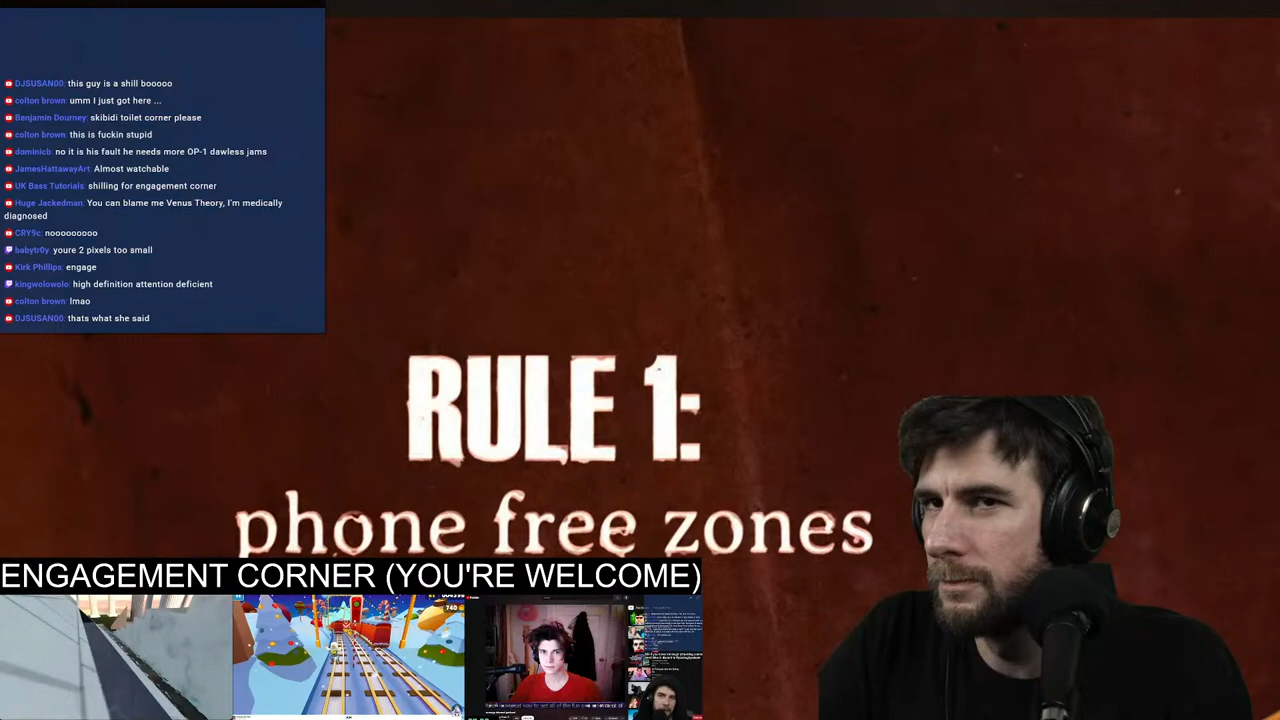 DJSUSAN00: this guy is a shill booooo
colton brown: umm I just got here ...
Benjamin Dourney: skibidi toilet corner please
colton brown: this is fuckin stupid
dominicb: no it is his fault he needs more OP-1 dawless jams
JamesHattawayArt: Almost watchable
UK Bass Tutorials: shilling for engagement corner
Huge Jackedman: You can blame me Venus Theory, I'm medically
diagnosed
CRY9c: nooooooooo
babytr0y: youre 2 pixels too small
Kirk Phillips: engage
kingwolowolo: high definition attention deficient
colton brown: lmao
DJSUSAN00: thats what she said
RULE 1:
phone free zones
ENGAGEMENT CORNER (YOU'RE WELCOME)
740